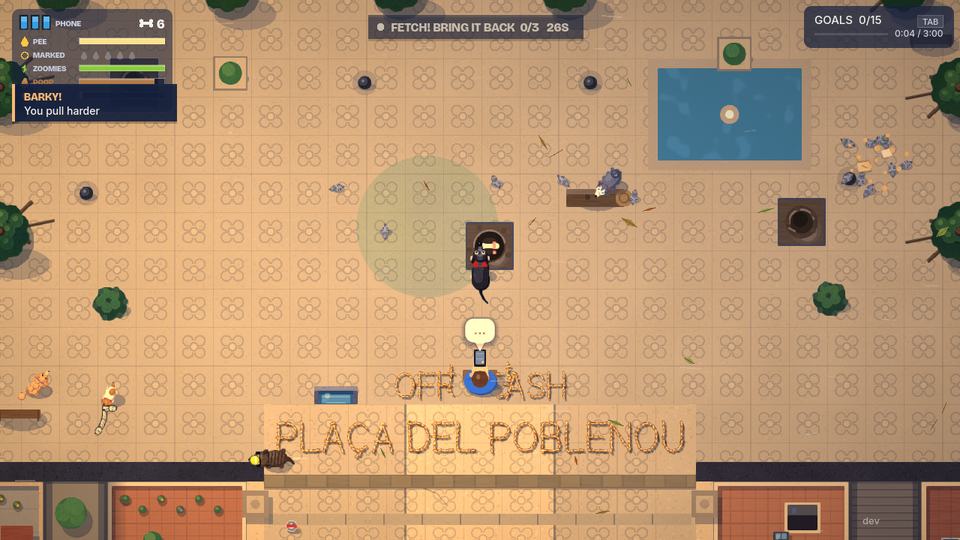 PHONE 6
PEE
MARKED
ZOOMIES
POOP
BARKY!
You pull harder
FETCH! BRING IT BACK 0/3 26S
GOALS 0/15 TAB
0:04 / 3:00
...
PLAÇA DEL POBLENOU
dev